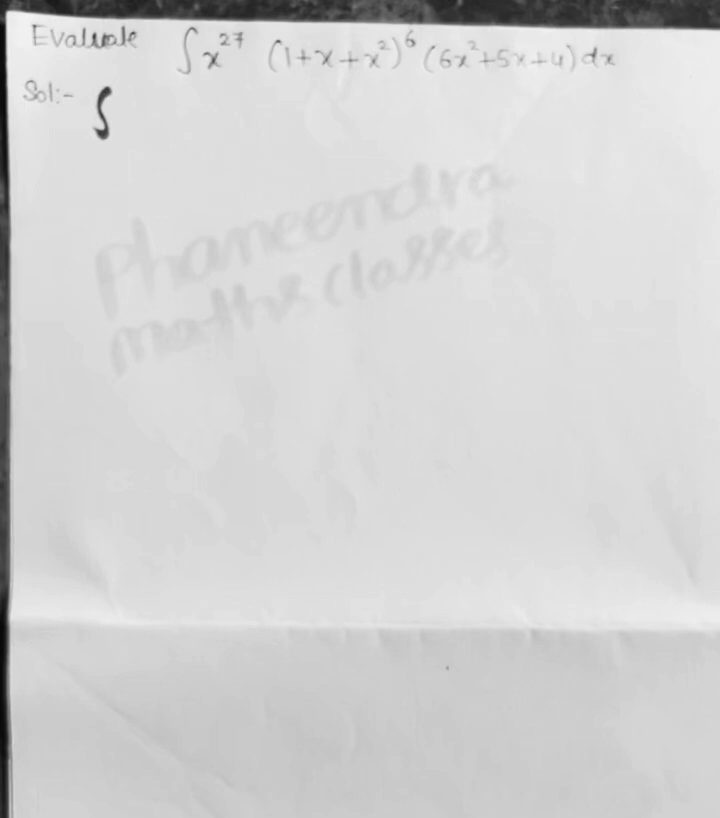 Evaluate ∫x²⁷ (1+x+x²)⁶ (6x²+5x+4) dx
Sol:- ∫
Phaneendra
maths classes